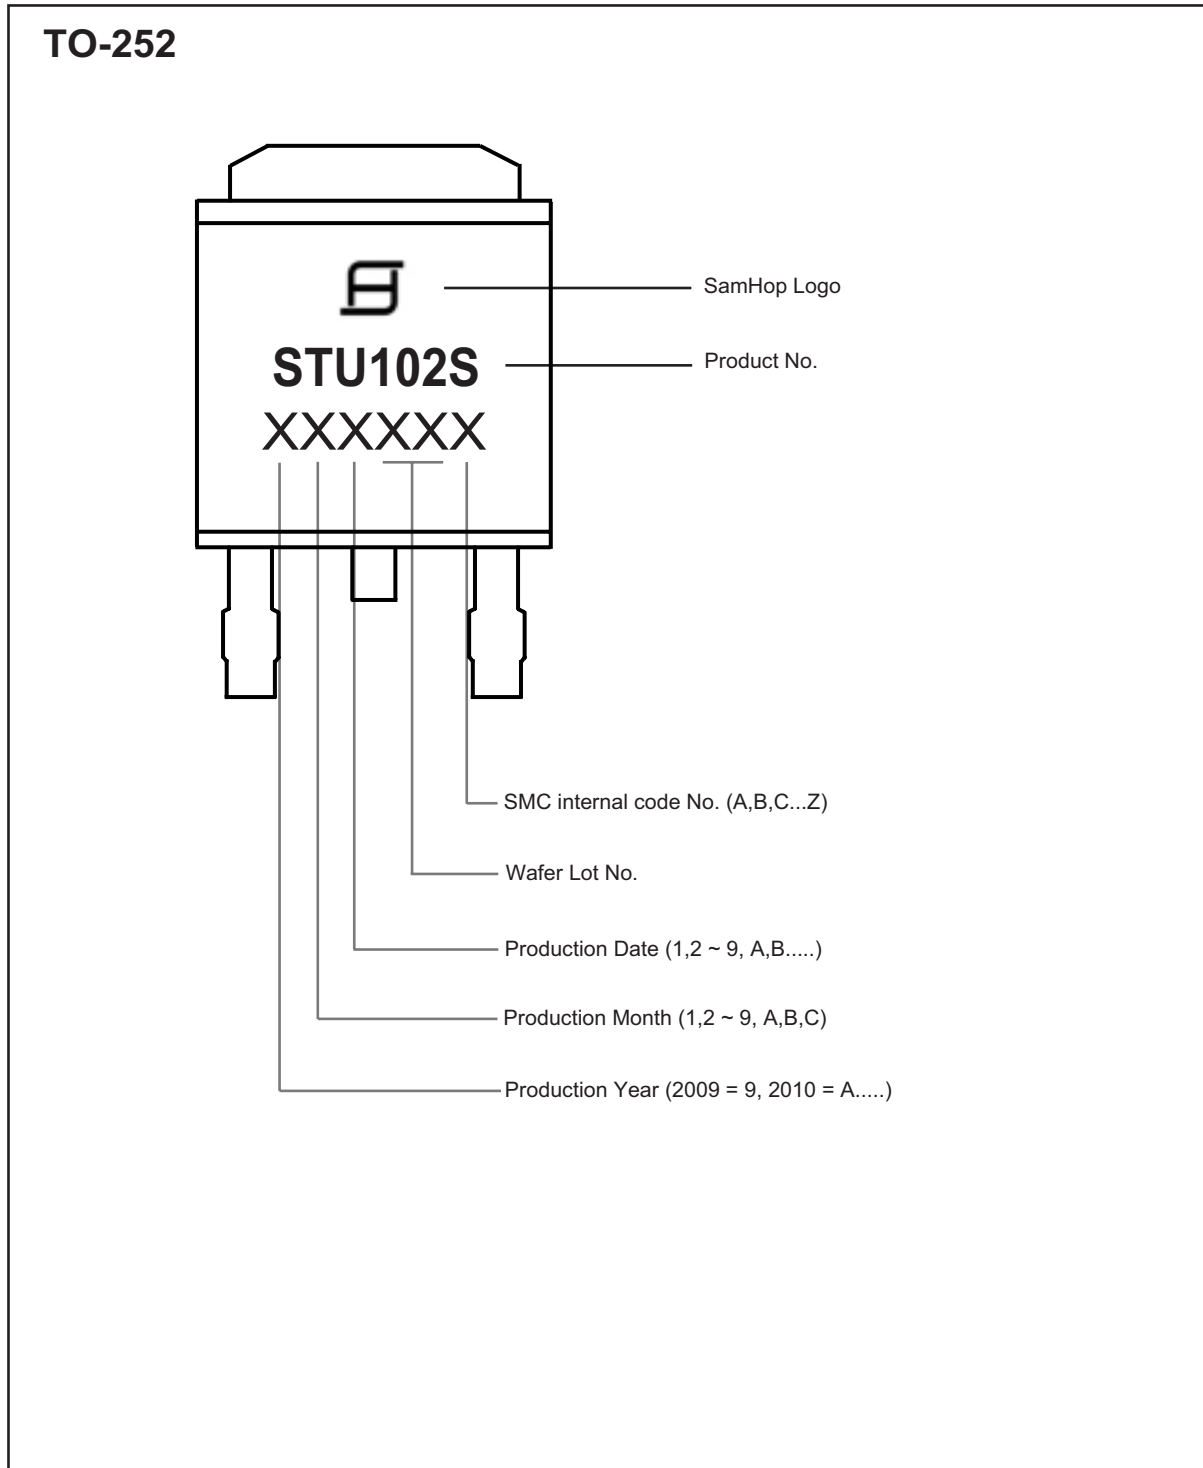 TO-252
SamHop Logo
STU102S
Product No.
XXXXXX
SMC internal code No. (A,B,C...Z)
Wafer Lot No.
Production Date (1,2 ~ 9, A,B.....)
Production Month (1,2 ~ 9, A,B,C)
Production Year (2009 = 9, 2010 = A.....)